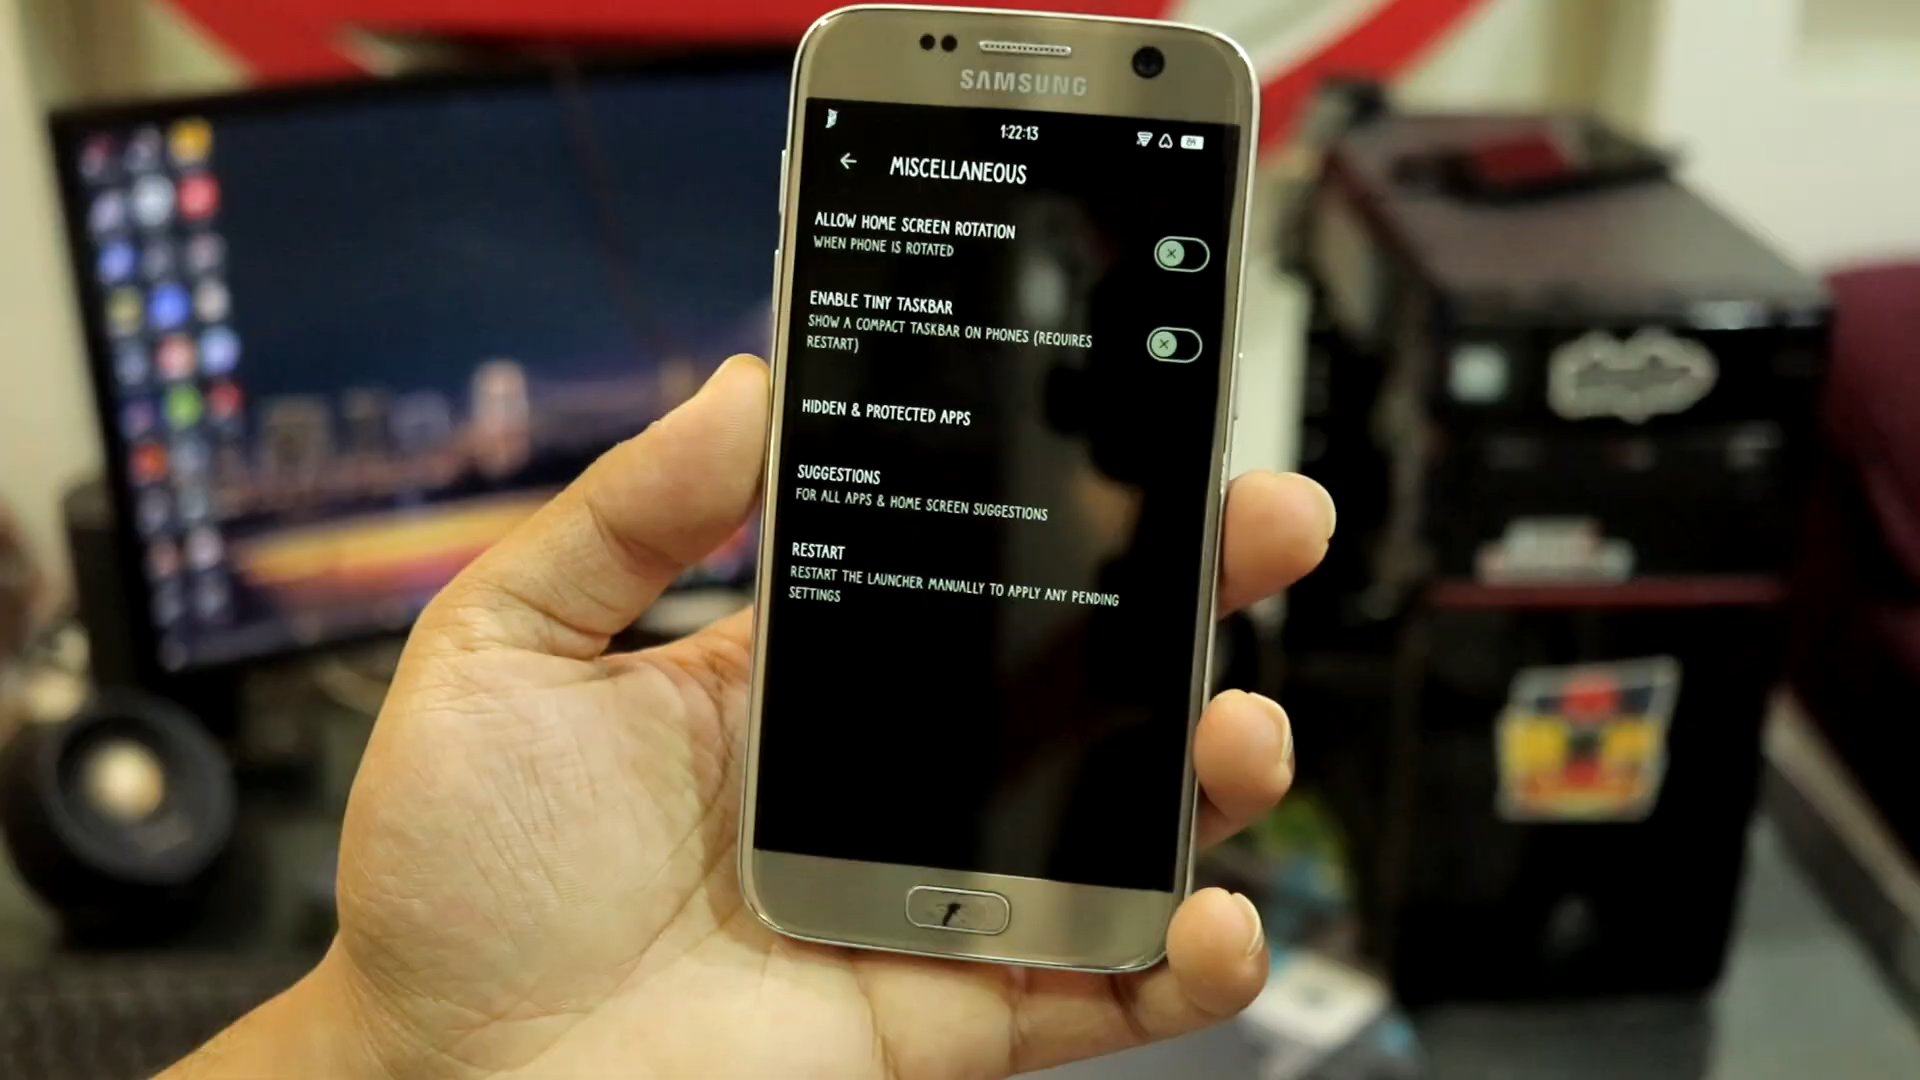 SAMSUNG
1:22:13
MISCELLANEOUS
ALLOW HOME SCREEN ROTATION
WHEN PHONE IS ROTATED
ENABLE TINY TASKBAR
SHOW A COMPACT TASKBAR ON PHONES (REQUIRES
RESTART)
HIDDEN & PROTECTED APPS
SUGGESTIONS
FOR ALL APPS & HOME SCREEN SUGGESTIONS
RESTART
RESTART THE LAUNCHER MANUALLY TO APPLY ANY PENDING
SETTINGS